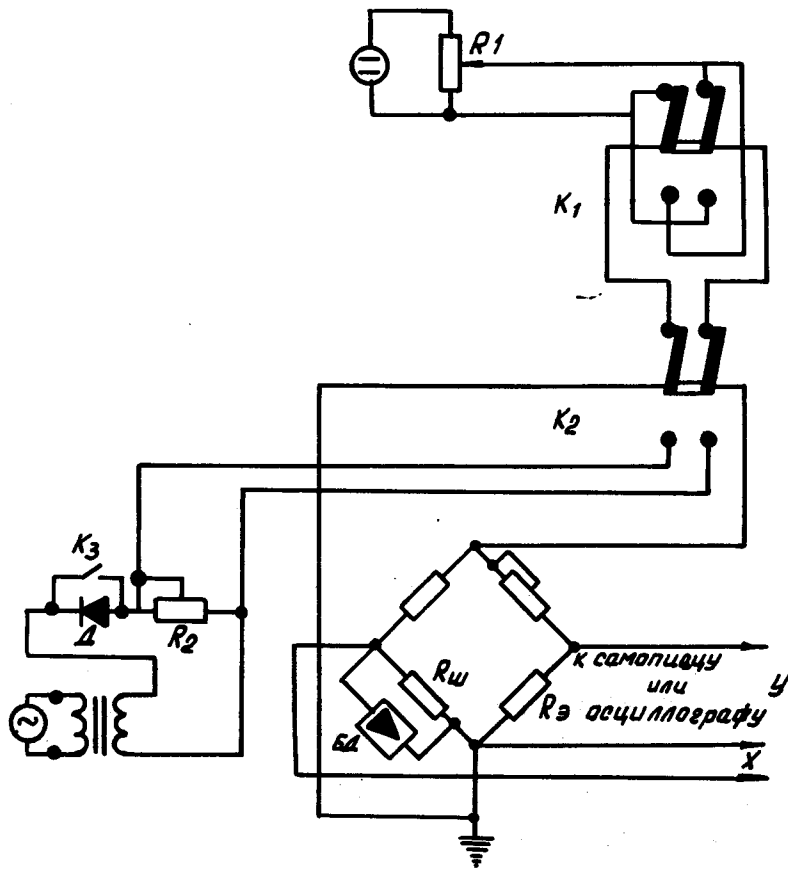 R1
K1
K2
K3
Д
R2
Rш
БД
Rэ
к самописцу
или
осциллографу
У
X